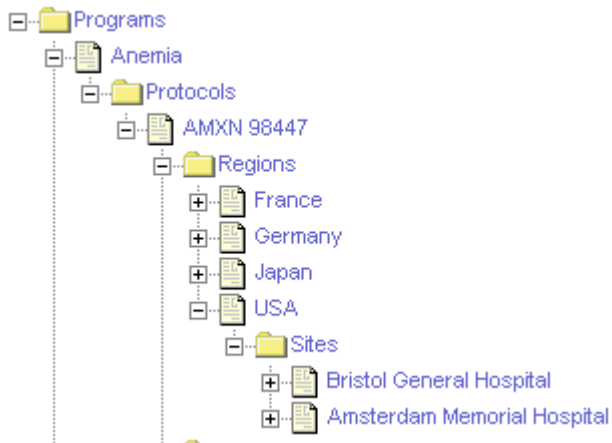 Programs
Anemia
Protocols
AMXN 98447
Regions
France
Germany
Japan
USA
Sites
Bristol General Hospital
Amsterdam Memorial Hospital